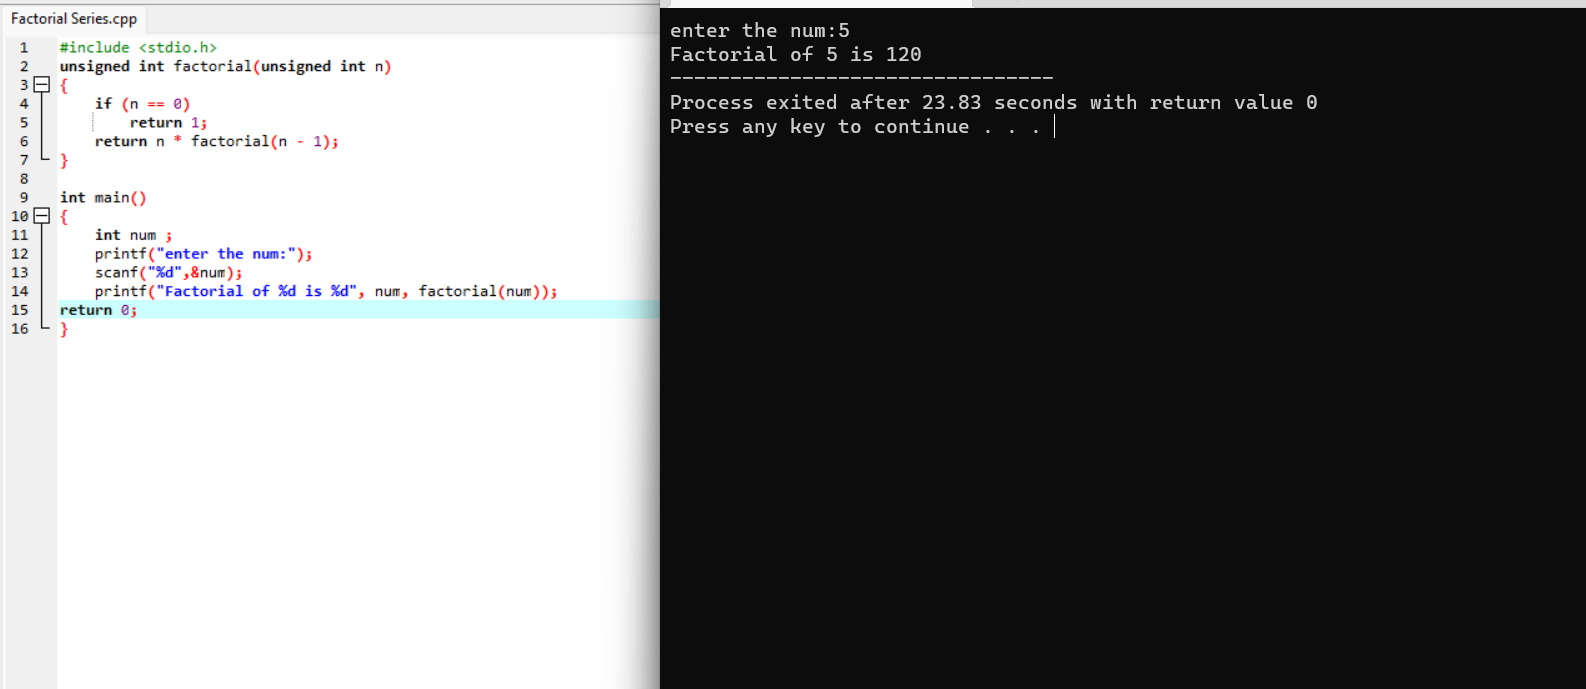 Factorial Series.cpp
1 #include <stdio.h>
2 unsigned int factorial(unsigned int n)
3 {
4 if (n == 0)
5 return 1;
6 return n * factorial(n - 1);
7 }
8
9 int main()
10 {
11 int num ;
12 printf("enter the num:");
13 scanf("%d",&num);
14 printf("Factorial of %d is %d", num, factorial(num));
15 return 0;
16 }
enter the num:5
Factorial of 5 is 120
--------------------------------
Process exited after 23.83 seconds with return value 0
Press any key to continue . . .